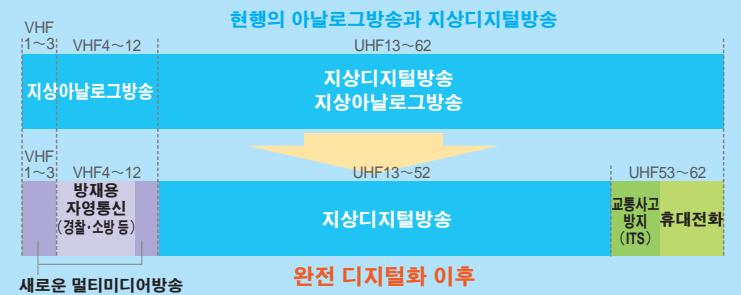 현행의 아날로그방송과 지상디지털방송
VHF
1～3
VHF4～12
UHF13～62
지상아날로그방송
지상디지털방송
지상아날로그방송
VHF
1～3
VHF4～12
UHF13～52
UHF53～62
방재용
자영통신
(경찰·소방 등)
지상디지털방송
교통사고
방지
(ITS)
휴대전화
새로운 멀티미디어방송
완전 디지털화 이후